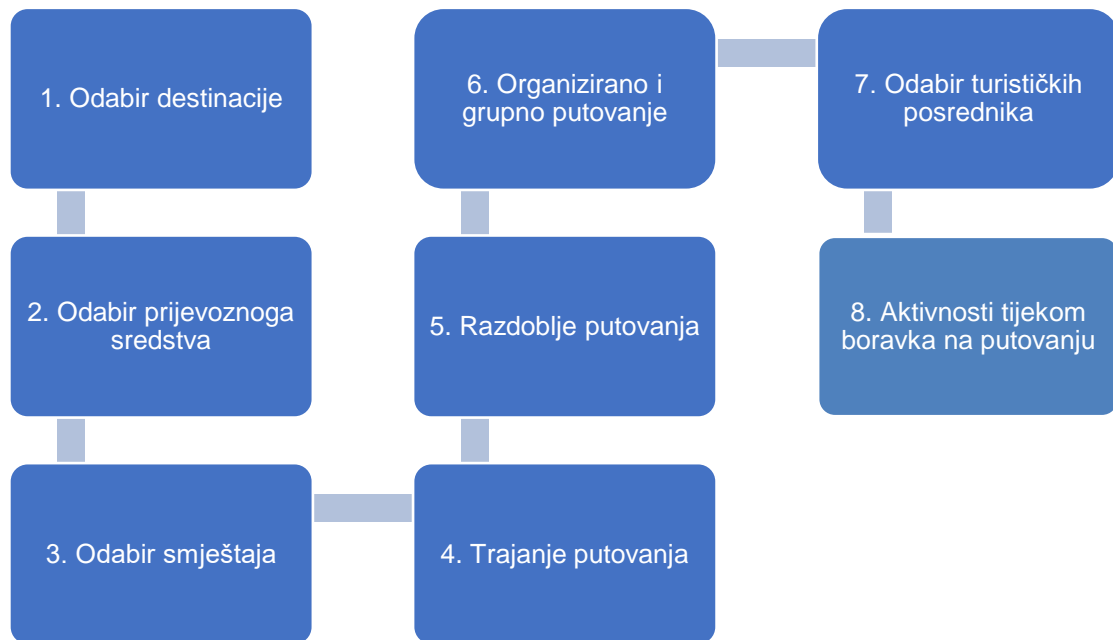 1. Odabir destinacije
2. Odabir prijevoznoga
sredstva
3. Odabir smještaja
4. Trajanje putovanja
5. Razdoblje putovanja
6. Organizirano i
grupno putovanje
7. Odabir turističkih
posrednika
8. Aktivnosti tijekom
boravka na putovanju